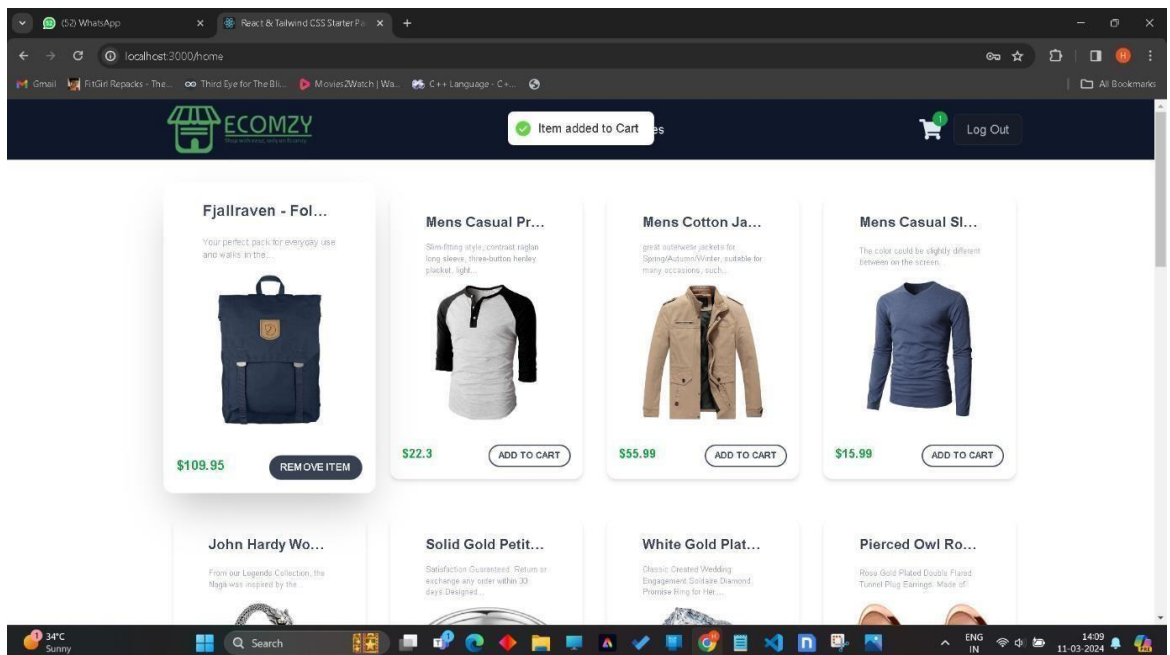 (52) WhatsApp
React & Tailwind CSS Starter Pa
localhost:3000/home
Gmail
FitGirl Repacks - The...
Third Eye for The Bli...
Movies2Watch | Wa...
C++ Language - C+...
All Bookmarks
ECOMZY
Item added to Cart
es
1
Log Out
Fjallraven - Fol...
Your perfect pack for everyday use
and walks in the...
$109.95
REMOVE ITEM
Mens Casual Pr...
Slim-fitting style, contrast raglan
long sleeve, three-button henley
placket, light...
$22.3
ADD TO CART
Mens Cotton Ja...
great outerwear jackets for
Spring/Autumn/Winter, suitable for
many occasions, such...
$55.99
ADD TO CART
Mens Casual Sl...
The color could be slightly different
between on the screen.
$15.99
ADD TO CART
John Hardy Wo...
From our Legends Collection, the
Naga was inspired by the...
Solid Gold Petit...
Satisfaction Guaranteed. Return or
exchange any order within 30
days.Designed...
White Gold Plat...
Classic Created Wedding
Engagement Solitaire Diamond
Promise Ring for Her....
Pierced Owl Ro...
Rose Gold Plated Double Flared
Tunnel Plug Earrings. Made of
1
34°C
Sunny
Search
ENG
IN
14:09
11-03-2024